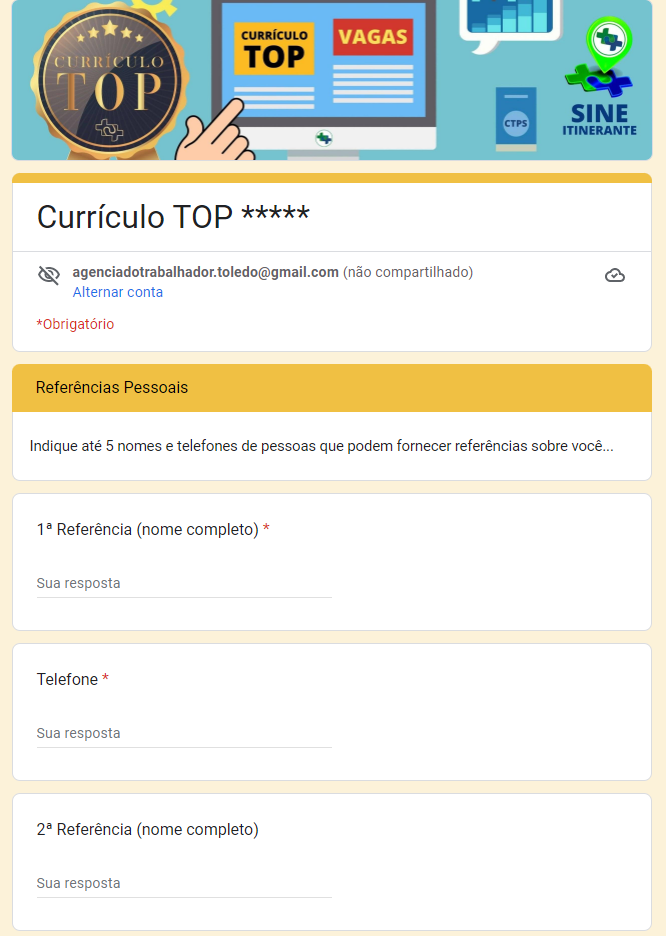 CURRÍCULO
TOP
CURRÍCULO
TOP
VAGAS
CTPS
SINE
ITINERANTE
Currículo TOP *****
agenciadotrabalhador.toledo@gmail.com (não compartilhado)
Alternar conta
*Obrigatório
Referências Pessoais
Indique até 5 nomes e telefones de pessoas que podem fornecer referências sobre você...
1ª Referência (nome completo) *
Sua resposta
Telefone *
Sua resposta
2ª Referência (nome completo)
Sua resposta